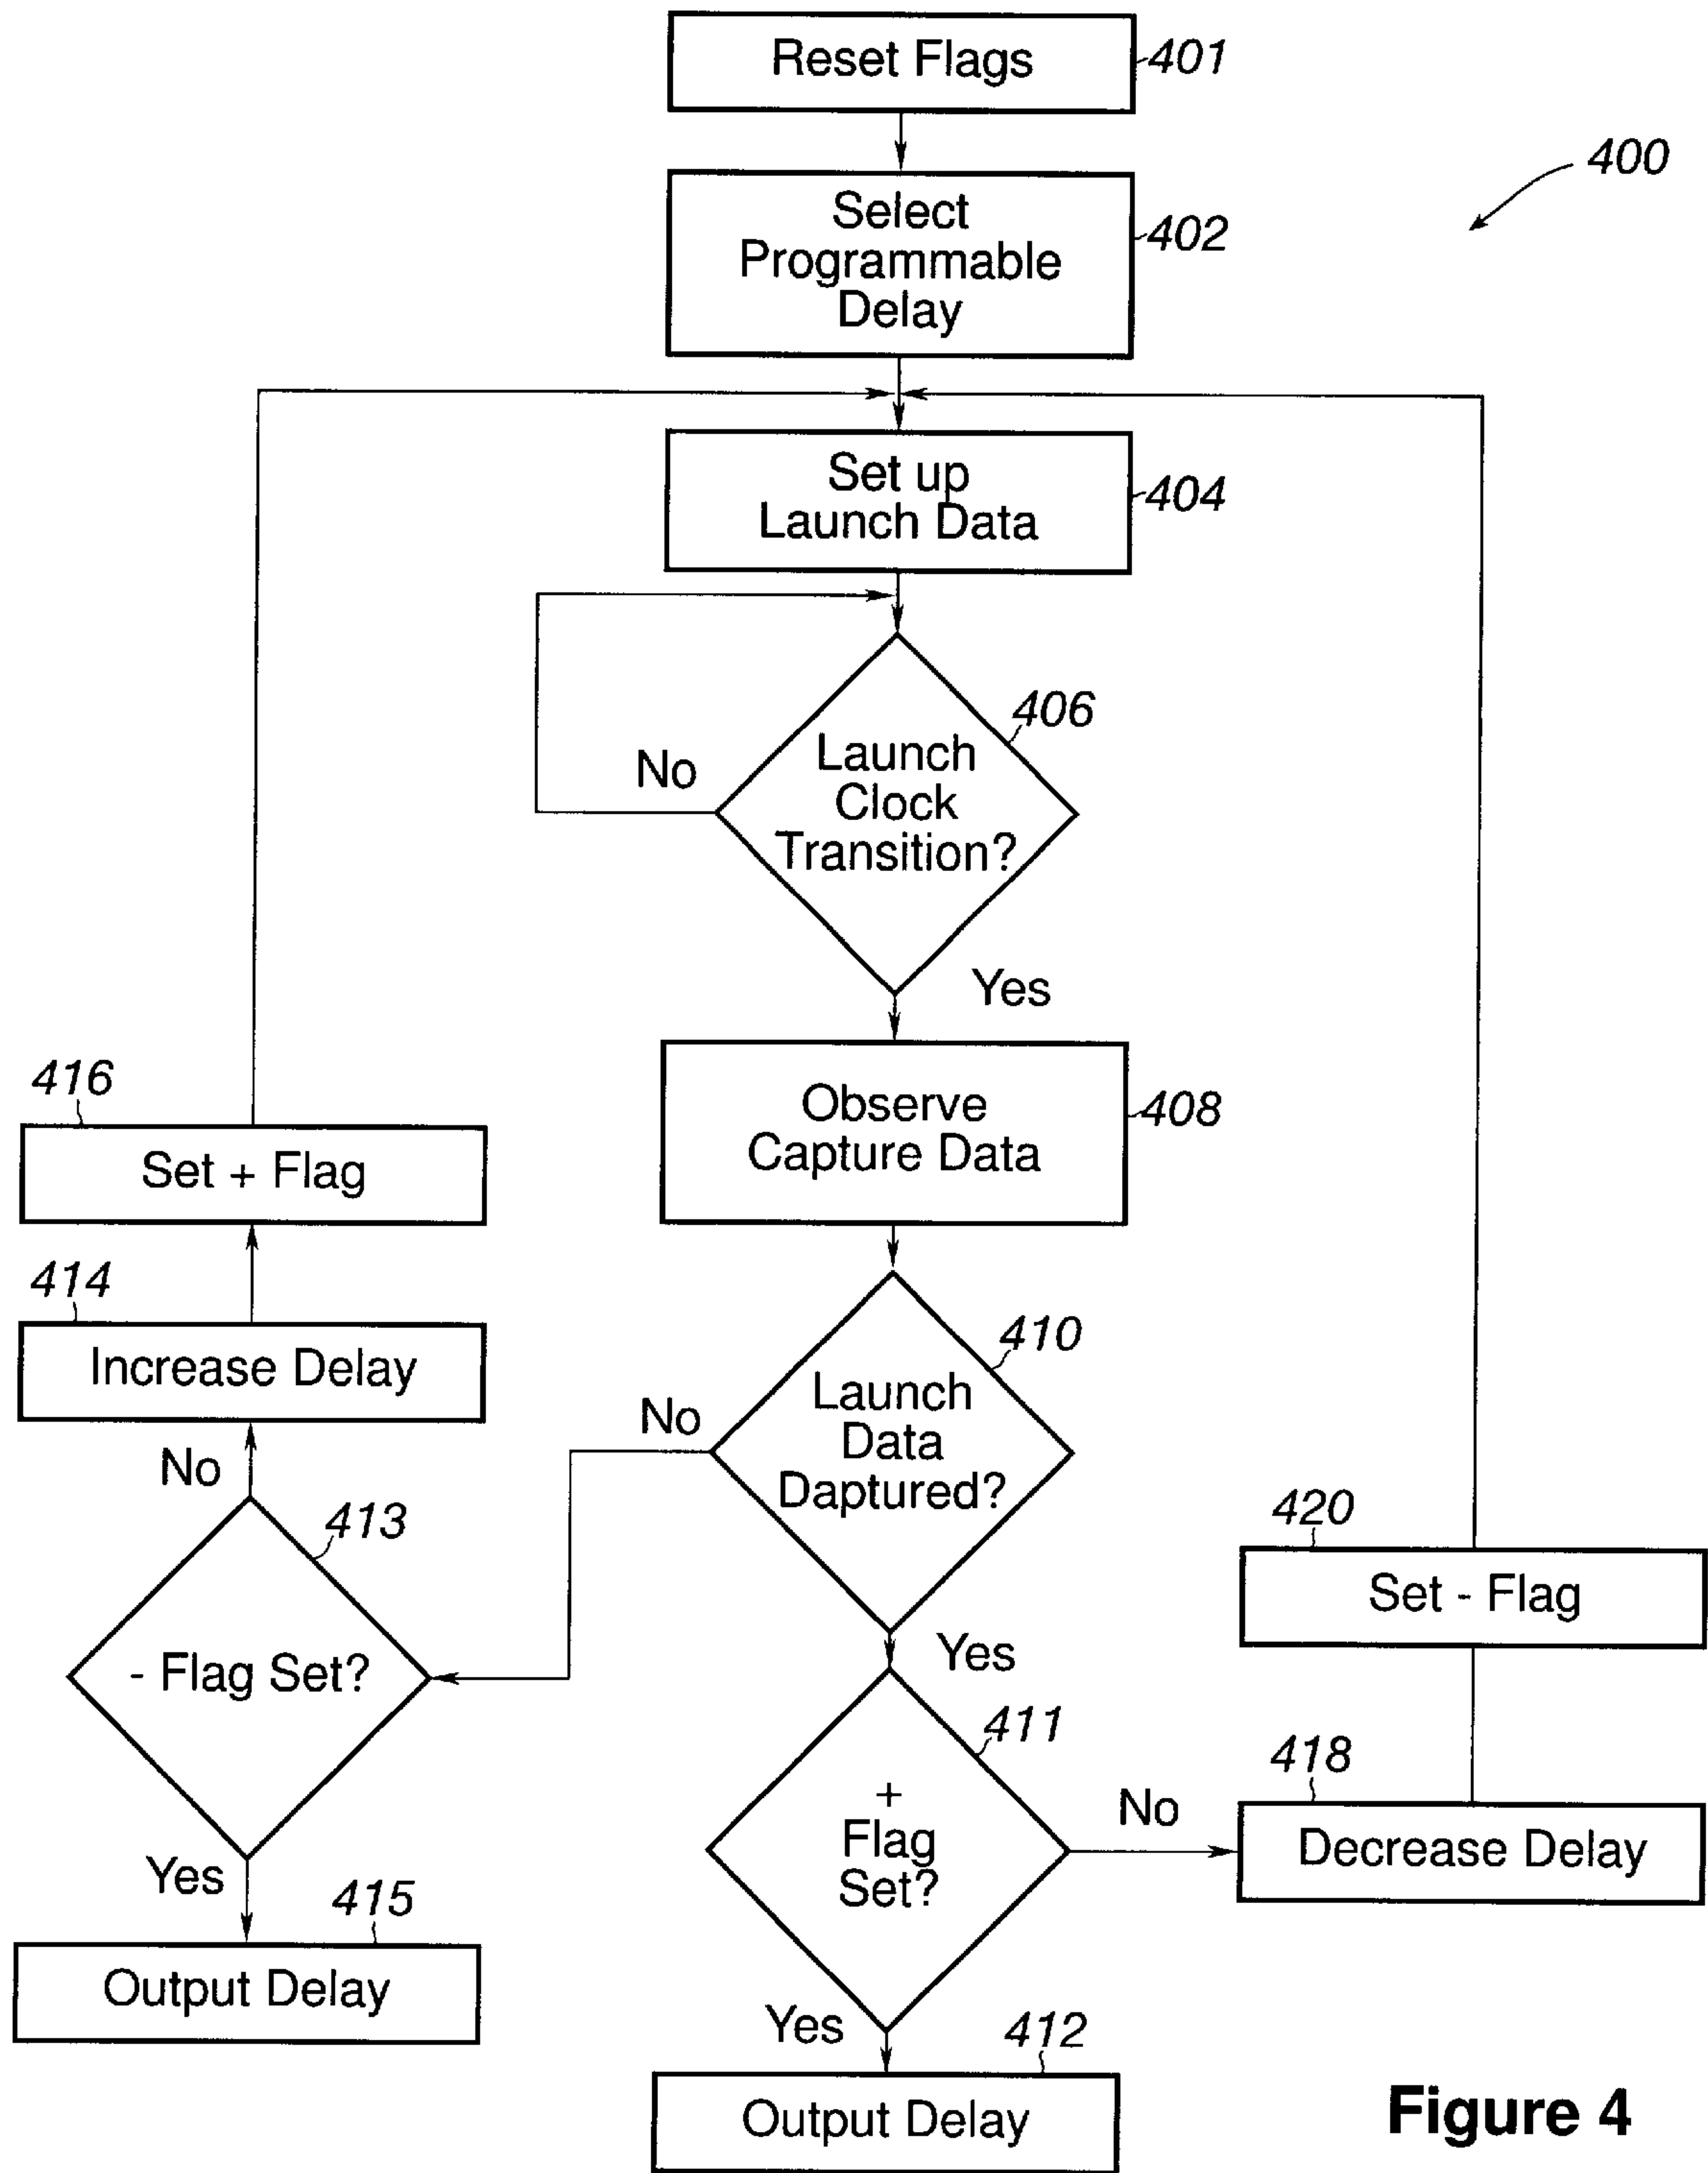 Reset Flags
401
400
Select
Programmable
Delay
402
Set up
Launch Data
404
406
Launch
Clock
Transition?
No
Yes
Observe
Capture Data
408
416
Set + Flag
414
Increase Delay
410
Launch
Data
Daptured?
No
No
413
- Flag Set?
420
Set - Flag
Yes
411
+
Flag
Set?
No
418
Decrease Delay
Yes
415
Output Delay
Yes
412
Output Delay
Figure 4